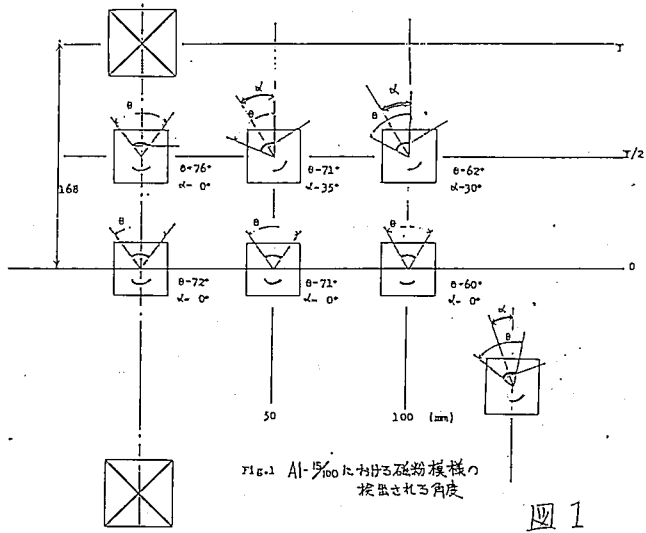 T
α
θ
θ
α
θ
α
θ
T/2
θ=76°
α= 0°
θ=71°
α=35°
θ=62°
α=30°
168
θ
θ
θ
0
θ=72°
α= 0°
θ=71°
α= 0°
θ=60°
α= 0°
α
θ
50
100 (mm)
Fig.1 A1-15/100における磁粉模様の
検出される角度
図1